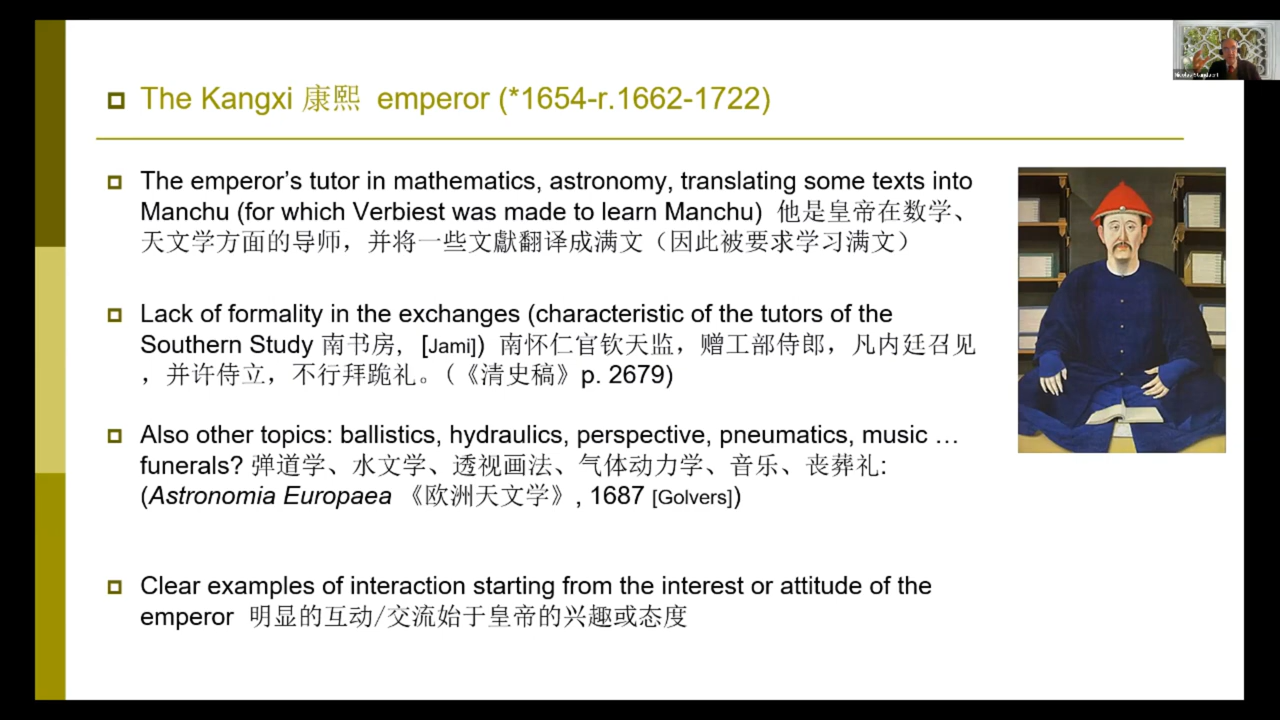 The Kangxi 康熙 emperor (*1654-r.1662-1722)
The emperor's tutor in mathematics, astronomy, translating some texts into
Manchu (for which Verbiest was made to learn Manchu) 他是皇帝在数学、
天文学方面的导师，并将一些文獻翻译成满文（因此被要求学习满文）
Lack of formality in the exchanges (characteristic of the tutors of the
Southern Study 南书房, [Jami]) 南怀仁官钦天监，赠工部侍郎，凡内廷召见
，并许侍立，不行拜跪礼。(《清史稿》p. 2679)
Also other topics: ballistics, hydraulics, perspective, pneumatics, music …
funerals? 弹道学、水文学、透视画法、气体动力学、音乐、丧葬礼:
(Astronomia Europaea 《欧洲天文学》, 1687 [Golvers])
Clear examples of interaction starting from the interest or attitude of the
emperor 明显的互动/交流始于皇帝的兴趣或态度
Nicolas Standaert